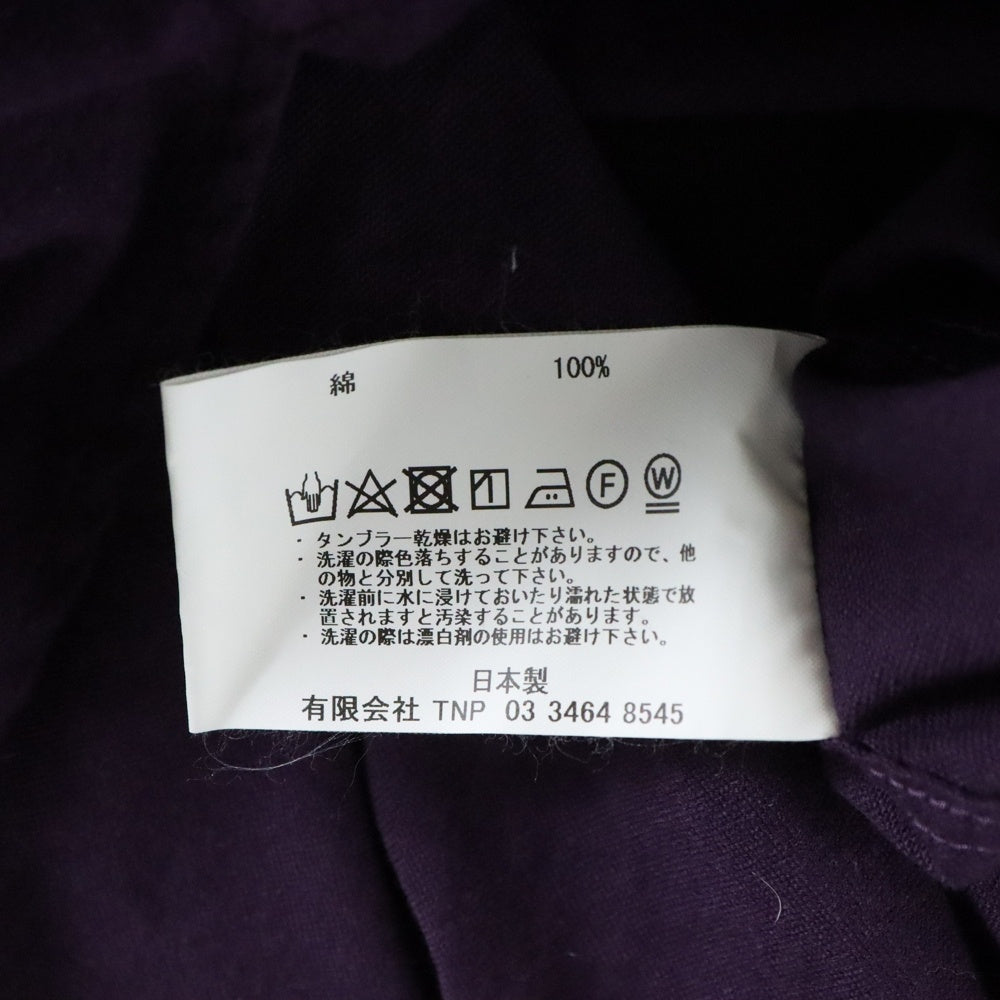 綿 100%
F W
・タンブラー乾燥はお避け下さい。
・洗濯の際色落ちすることがありますので、他
の物と分別して洗って下さい。
・洗濯前に水に浸けておいたり濡れた状態で放
置されますと汚染することがあります。
・洗濯の際は漂白剤の使用はお避け下さい。
日本製
有限会社 TNP 03 3464 8545